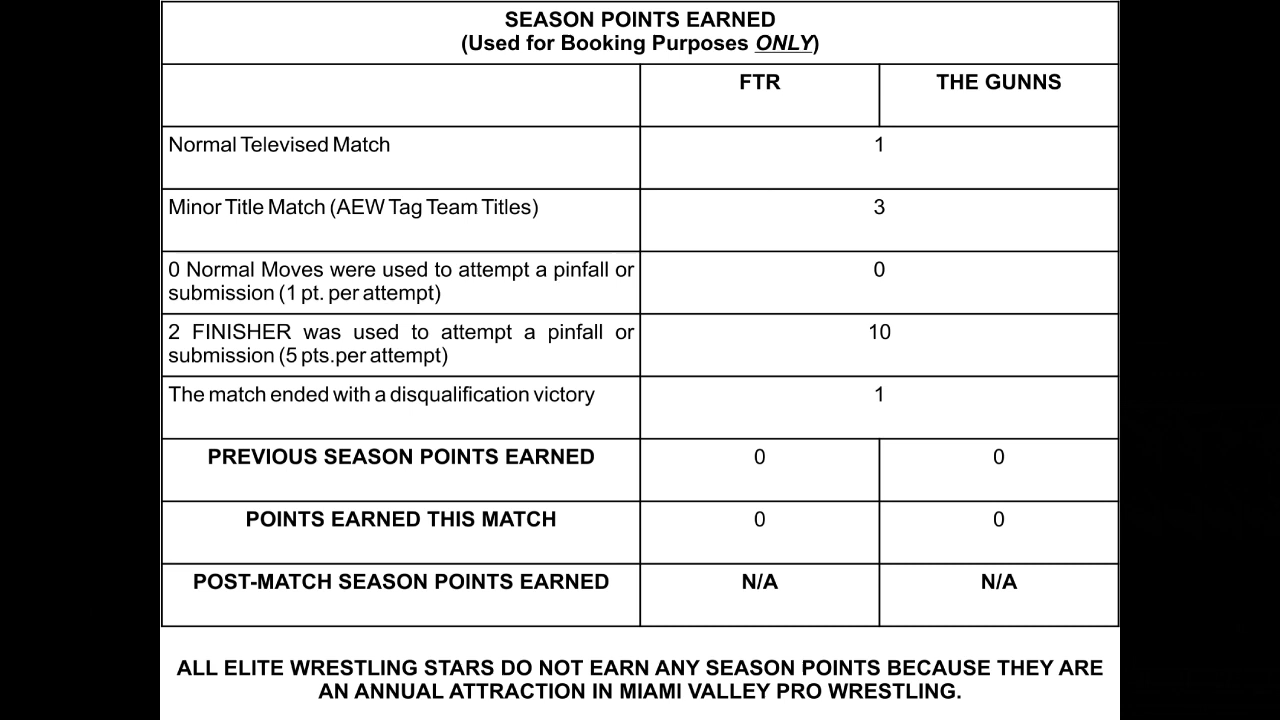 SEASON POINTS EARNED
(Used for Booking Purposes ONLY)
FTR THE GUNNS
Normal Televised Match 1
Minor Title Match (AEW Tag Team Titles) 3
0 Normal Moves were used to attempt a pinfall or 0
submission (1 pt. per attempt)
2 FINISHER was used to attempt a pinfall or 10
submission (5 pts.per attempt)
The match ended with a disqualification victory 1
PREVIOUS SEASON POINTS EARNED 0 0
POINTS EARNED THIS MATCH 0 0
POST-MATCH SEASON POINTS EARNED N/A N/A
ALL ELITE WRESTLING STARS DO NOT EARN ANY SEASON POINTS BECAUSE THEY ARE
AN ANNUAL ATTRACTION IN MIAMI VALLEY PRO WRESTLING.